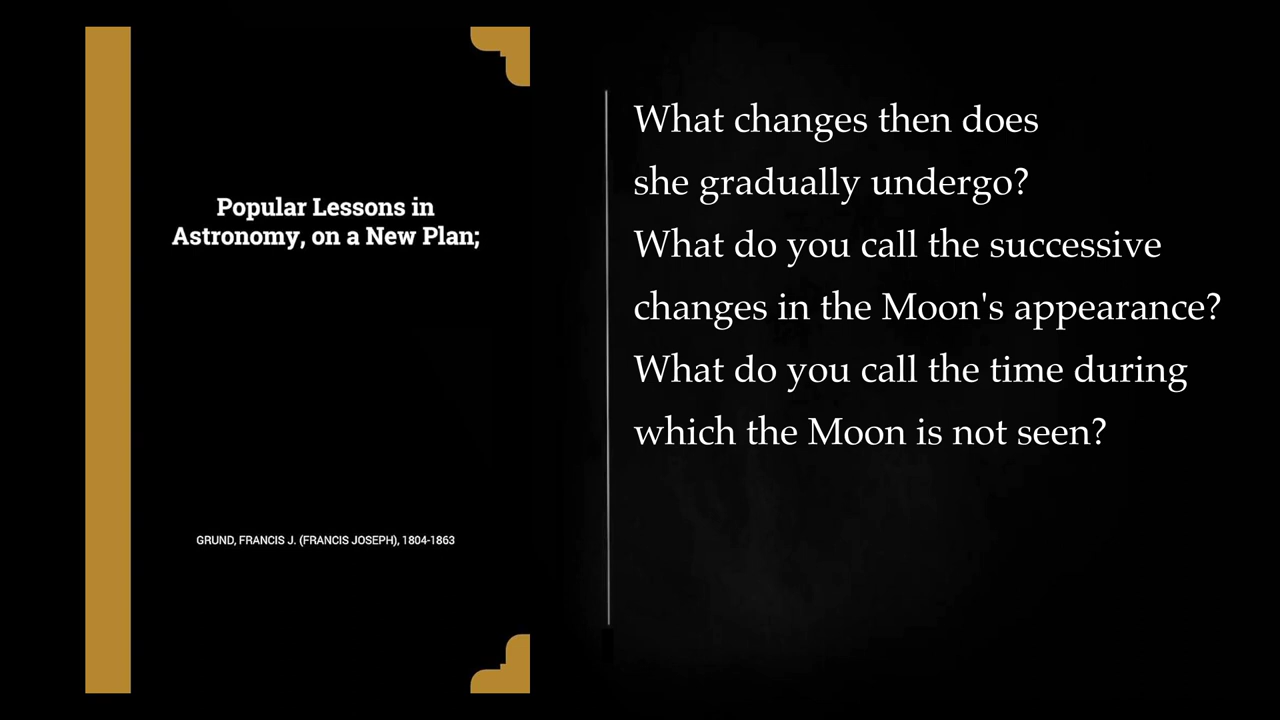 Popular Lessons in
Astronomy, on a New Plan;
GRUND, FRANCIS J. (FRANCIS JOSEPH), 1804-1863
What changes then does
she gradually undergo?
What do you call the successive
changes in the Moon's appearance?
What do you call the time during
which the Moon is not seen?